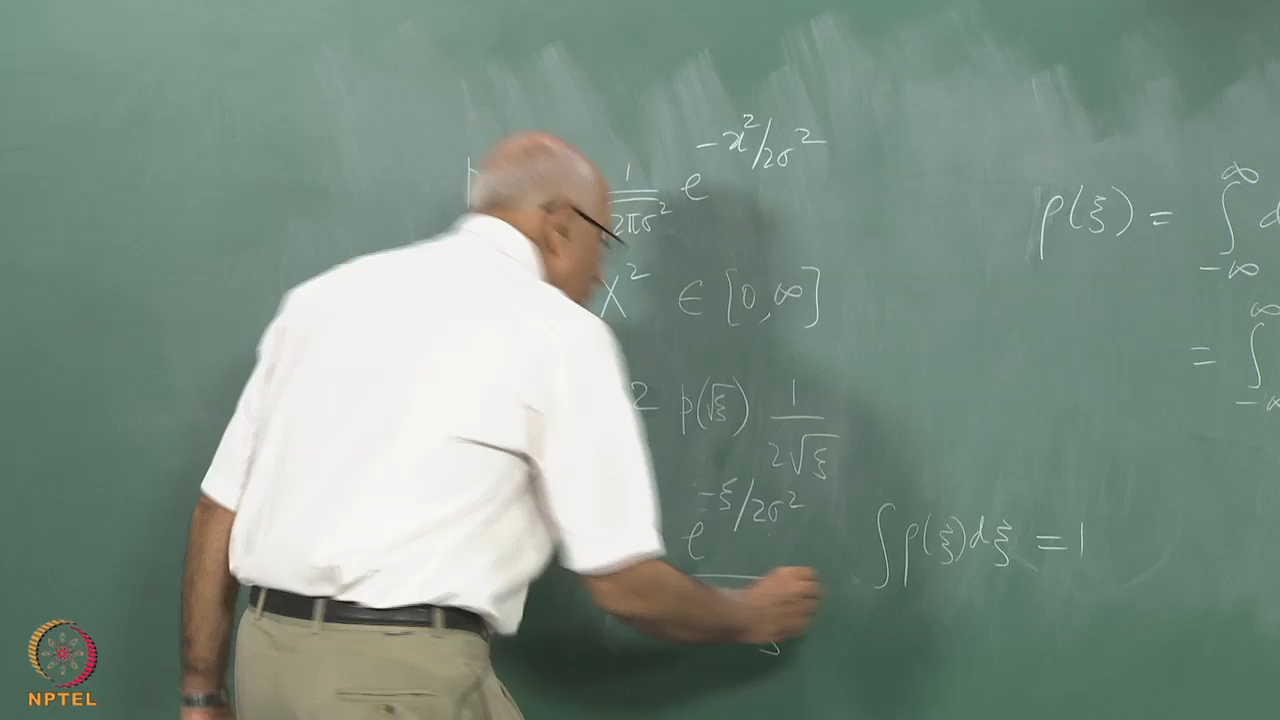 1/√2πσ² e^{-x²/2σ²}
X² ∈ [0, ∞]
2 p(√ξ) 1/2√ξ
e^{-ξ/2σ²}
∫ρ(ξ)dξ = 1
ρ(ξ) = ∫_{-∞}^{∞} d
= ∫_{-∞}^{∞}
NPTEL